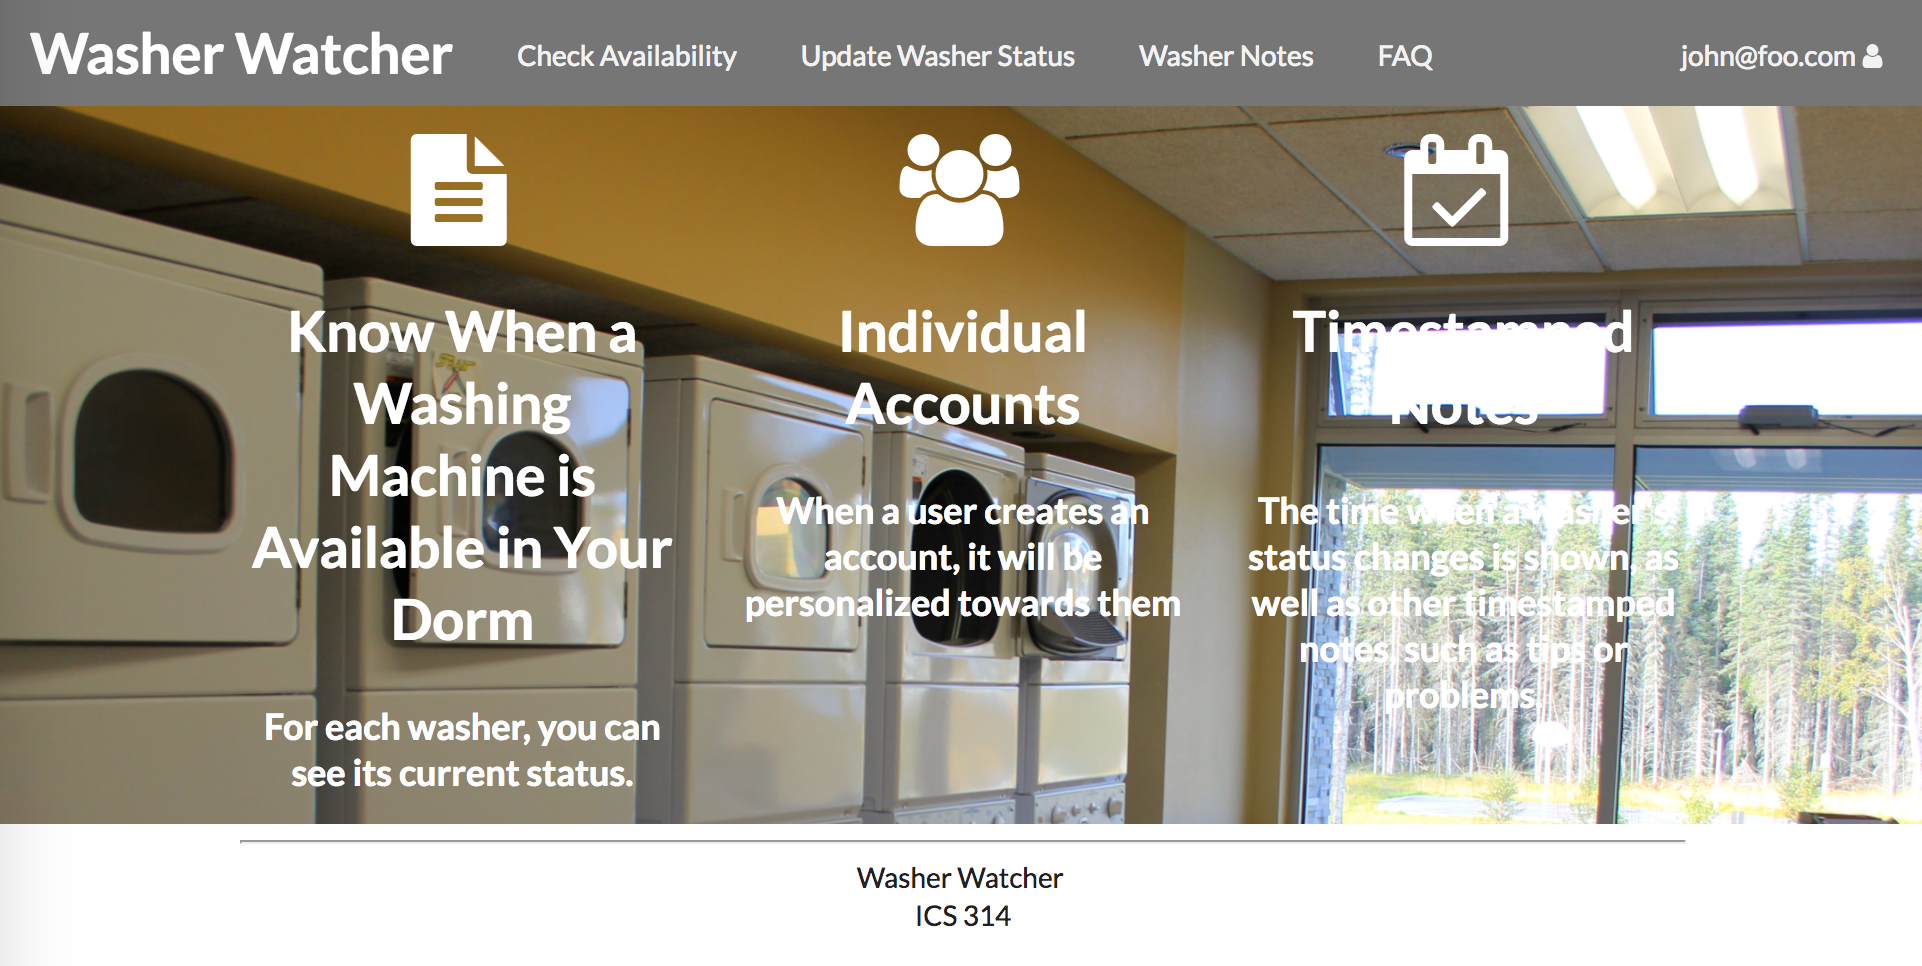 Washer Watcher
Check Availability
Update Washer Status
Washer Notes
FAQ
john@foo.com
Know When a
Washing
Machine is
Available in Your
Dorm
For each washer, you can
see its current status.
Individual
Accounts
When a user creates an
account, it will be
personalized towards them
Timestamped
Notes
The time when a washer's
status changes is shown, as
well as other timestamped
notes, such as tips or
problems.
Washer Watcher
ICS 314